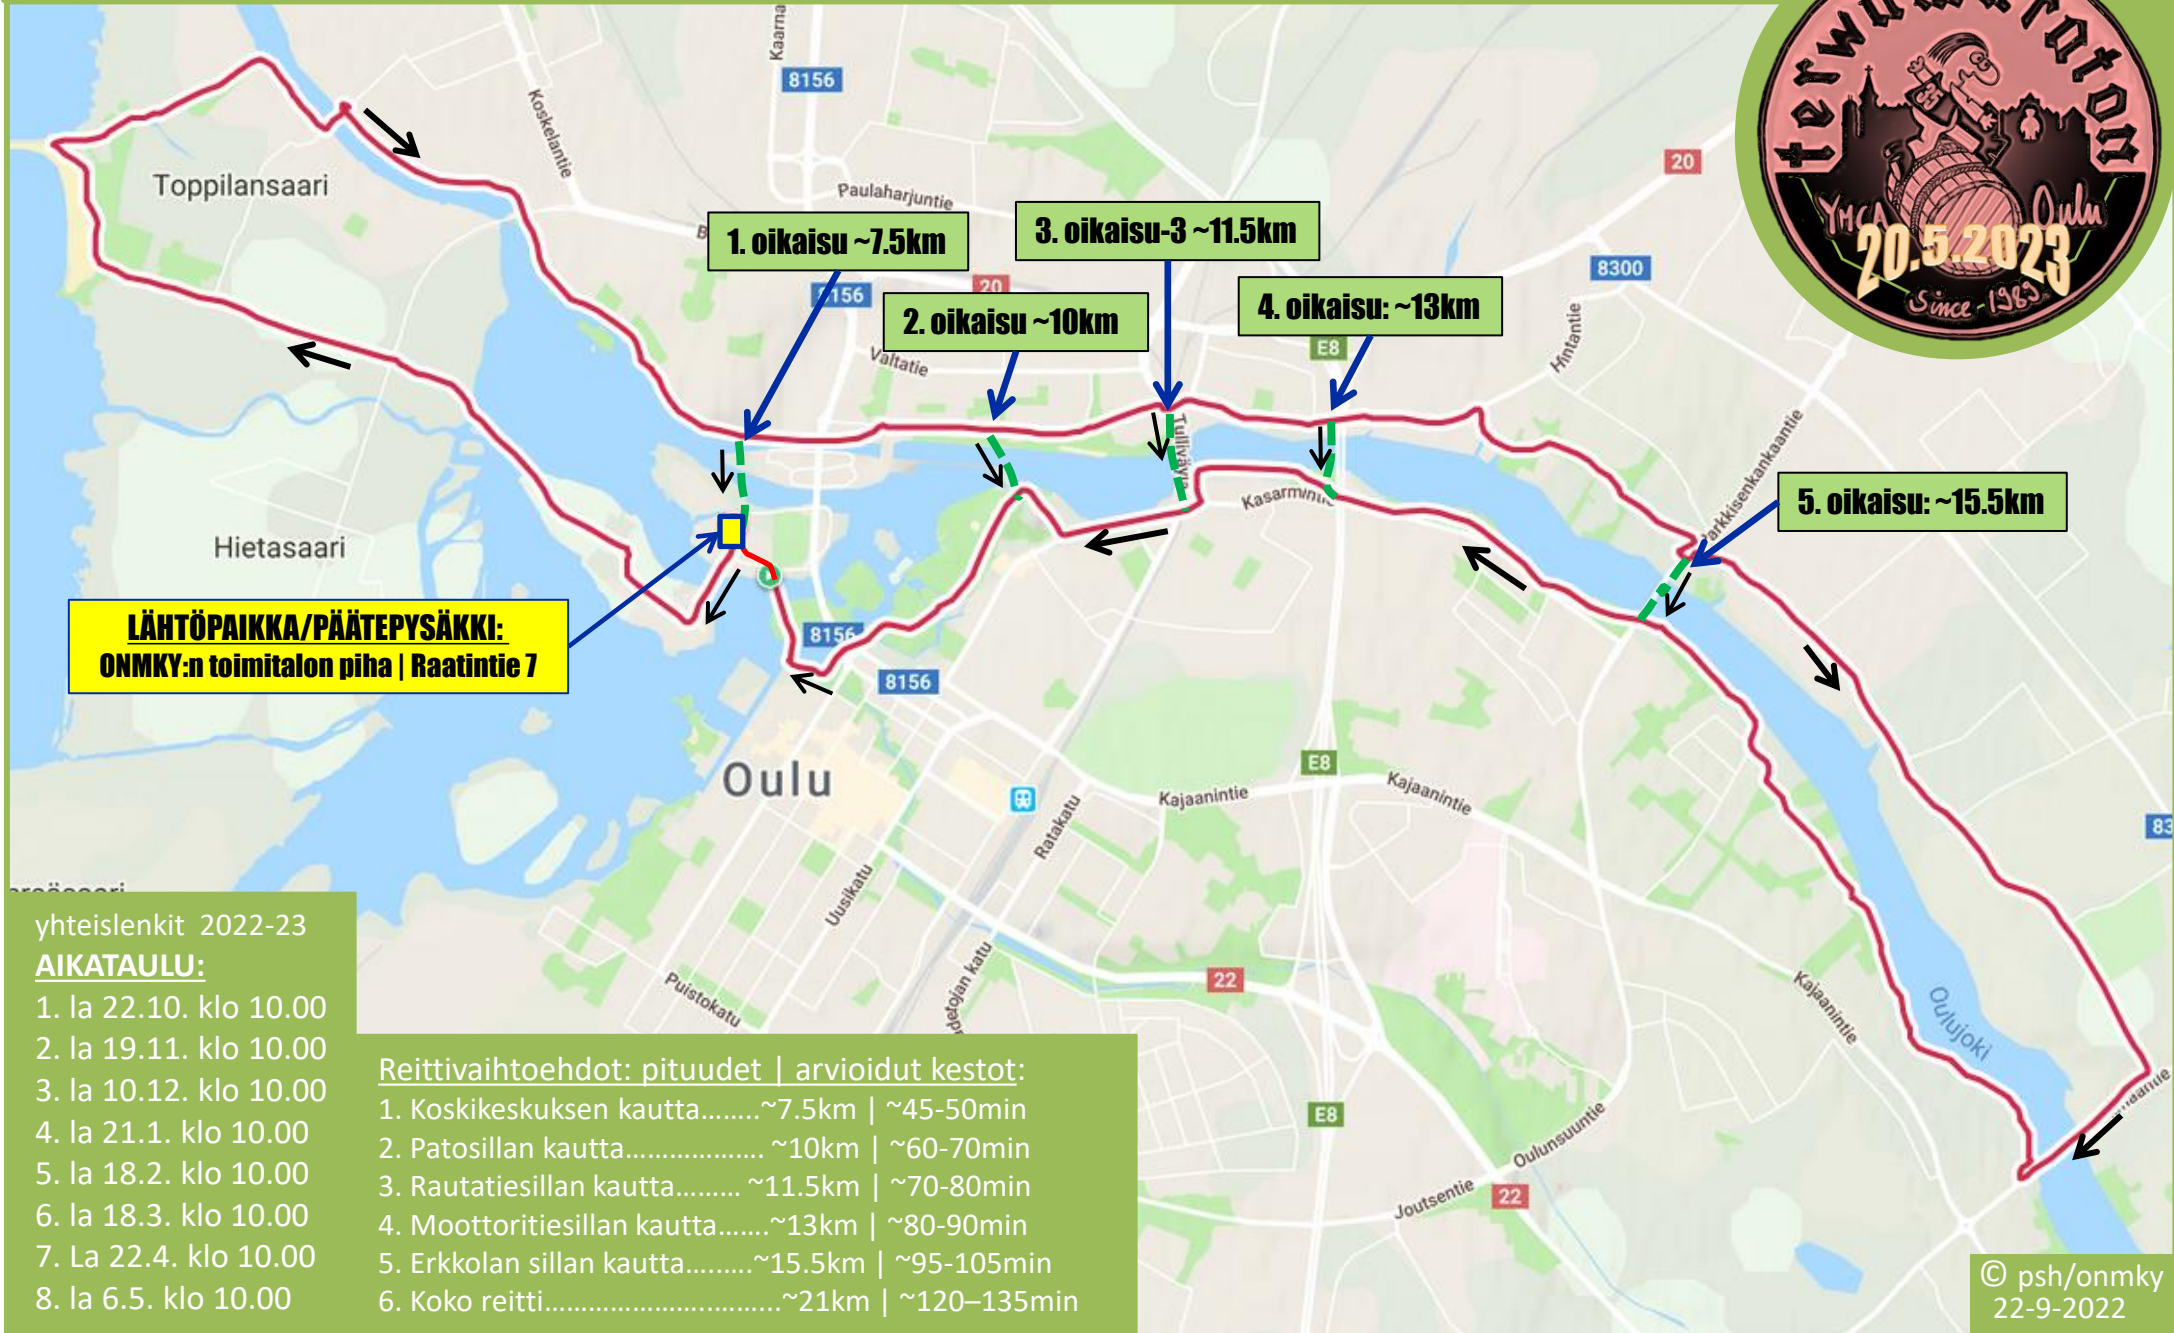 terwamaraton
YMCA Oulu
20.5.2023
Since 1989
Kaarna
8156
Koskelantie
Toppilansaari
Paulaharjuntie
20
1. oikaisu ~7.5km
3. oikaisu-3 ~11.5km
8300
20
8156
2. oikaisu ~10km
4. oikaisu: ~13km
Valtatie
E8
Hintantie
Tulliväylä
Kasarmintie
5. oikaisu: ~15.5km
Hietasaari
LÄHTÖPAIKKA/PÄÄTEPYSÄKKI:
ONMKY:n toimitalon piha | Raatintie 7
8156
8156
Oulu
E8
Kajaanintie
Kajaanintie
Ratakatu
83
Uusikatu
22
Puistokatu
Kajaanintie
Oulujoki
E8
Oulunsuuntie
Joutsentie
22
yhteislenkit 2022-23
AIKATAULU:
1. la 22.10. klo 10.00
2. la 19.11. klo 10.00
3. la 10.12. klo 10.00
4. la 21.1. klo 10.00
5. la 18.2. klo 10.00
6. la 18.3. klo 10.00
7. La 22.4. klo 10.00
8. la 6.5. klo 10.00
Reittivaihtoehdot: pituudet | arvioidut kestot:
1. Koskikeskuksen kautta........~7.5km | ~45-50min
2. Patosillan kautta.................. ~10km | ~60-70min
3. Rautatiesillan kautta......... ~11.5km | ~70-80min
4. Moottoritiesillan kautta.......~13km | ~80-90min
5. Erkkolan sillan kautta.........~15.5km | ~95-105min
6. Koko reitti..............................~21km | ~120–135min
© psh/onmky
22-9-2022